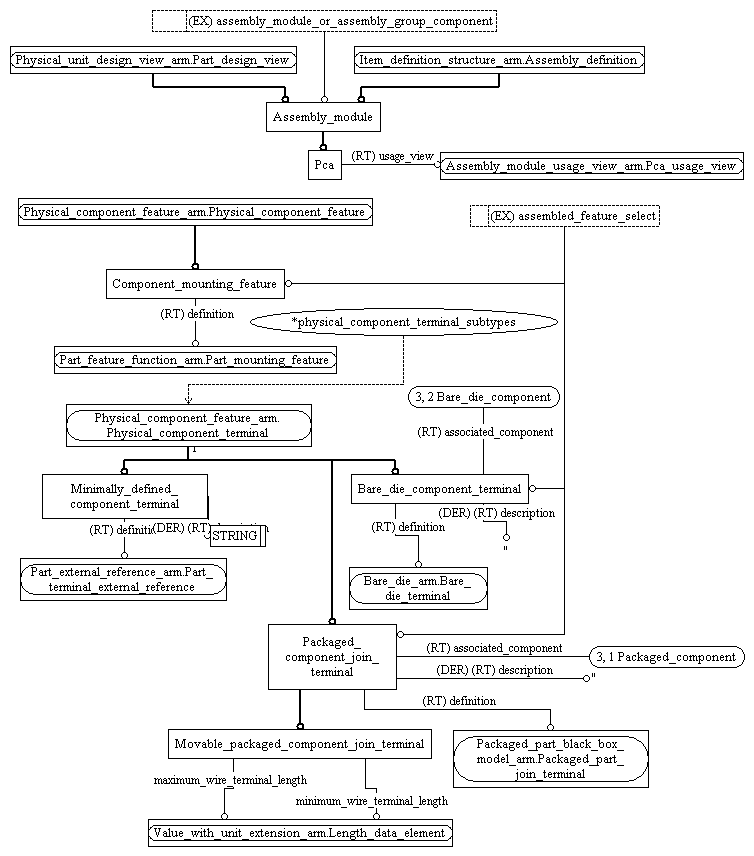 (EX) assembly_module_or_assembly_group_component
Physical_unit_design_view_arm.Part_design_view
Item_definition_structure_arm.Assembly_definition
Assembly_module
Pca
(RT) usage_view
Assembly_module_usage_view_arm.Pca_usage_view
Physical_component_feature_arm.Physical_component_feature
(EX) assembled_feature_select
Component_mounting_feature
(RT) definition
*physical_component_terminal_subtypes
Part_feature_function_arm.Part_mounting_feature
3, 2 Bare_die_component
Physical_component_feature_arm.
Physical_component_terminal
(RT) associated_component
1
Minimally_defined_
component_terminal
Bare_die_component_terminal
(DER) (RT) description
(RT) definiti
(DER) (RT)
STRING
(RT) definition
"
Part_external_reference_arm.Part_
terminal_external_reference
Bare_die_arm.Bare_
die_terminal
Packaged_
component_join_
terminal
(RT) associated_component
3, 1 Packaged_component
(DER) (RT) description
"
(RT) definition
Movable_packaged_component_join_terminal
Packaged_part_black_box_
model_arm.Packaged_part_
join_terminal
maximum_wire_terminal_length
minimum_wire_terminal_length
Value_with_unit_extension_arm.Length_data_element